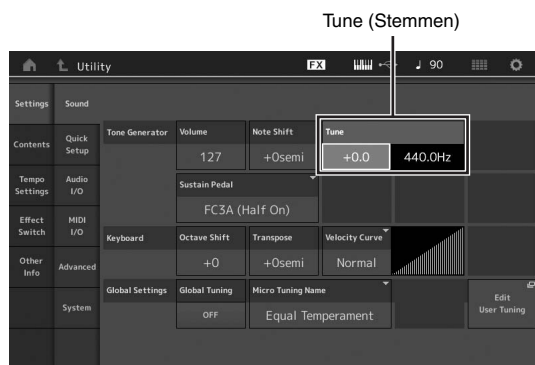 Tune (Stemmen)
Utility
FX
90
Settings
Sound
Tone Generator
Volume
Note Shift
Tune
127
+0semi
+0.0
440.0Hz
Contents
Quick
Setup
Tempo
Settings
Audio
I/O
Sustain Pedal
FC3A (Half On)
Effect
Switch
MIDI
I/O
Keyboard
Octave Shift
Transpose
Velocity Curve
+0
+0semi
Normal
Other
Info
Advanced
Global Settings
Global Tuning
Micro Tuning Name
OFF
Equal Temperament
Edit
User Tuning
System